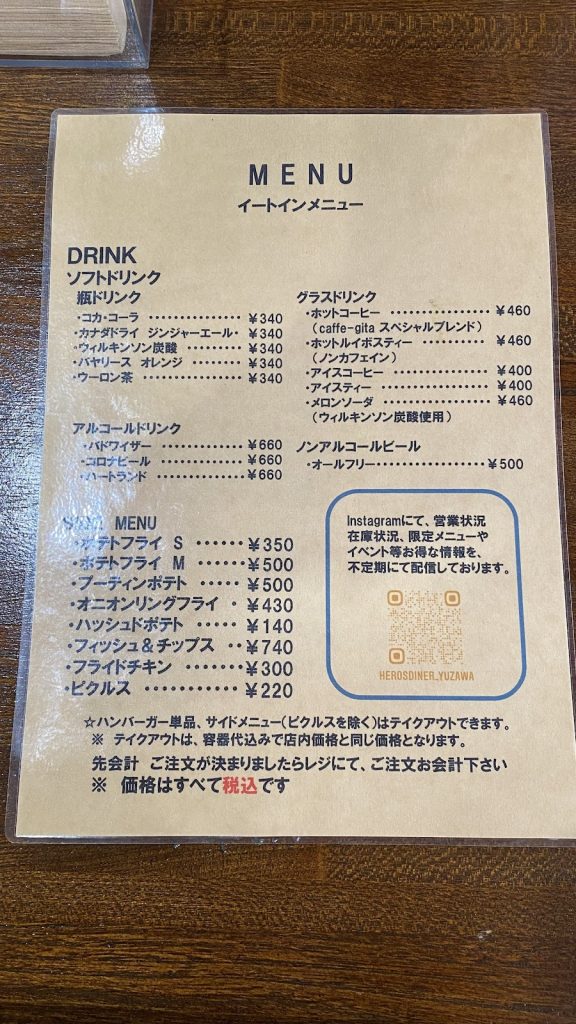 MENU
イートインメニュー
DRINK
ソフトドリンク
瓶ドリンク
・コカ・コーラ ・・・・・・・・・・・・・・ ¥340
・カナダドライ ジンジャーエール・ ¥340
・ウィルキンソン炭酸 ・・・・・・・・ ¥340
・バヤリース オレンジ ・・・・・・・ ¥340
・ウーロン茶 ・・・・・・・・・・・・・・・ ¥340
グラスドリンク
・ホットコーヒー ・・・・・・・・・・・・・・・ ¥460
（caffe-gita スペシャルブレンド）
・ホットルイボスティー ・・・・・・・・・ ¥460
（ノンカフェイン）
・アイスコーヒー ・・・・・・・・・・・・・・・・ ¥400
・アイスティー ・・・・・・・・・・・・・・・・・・ ¥400
・メロンソーダ ・・・・・・・・・・・・・・・・・ ¥460
（ウィルキンソン炭酸使用）
アルコールドリンク
・バドワイザー ・・・・・・・・・・・・ ¥660
・コロナビール ・・・・・・・・・・・・ ¥660
・ハートランド ・・・・・・・・・・・・ ¥660
ノンアルコールビール
・オールフリー・・・・・・・・・・・・・・・・・ ¥500
MENU
・ポテトフライ S ・・・・・・ ¥350
・ポテトフライ M ・・・・・・ ¥500
・プーティンポテト ・・・・・ ¥500
・オニオンリングフライ ・ ¥430
・ハッシュドポテト ・・・・・ ¥140
・フィッシュ＆チップス ・・ ¥740
・フライドチキン ・・・・・・・ ¥300
・ピクルス ・・・・・・・・・・・・ ¥220
Instagramにて、営業状況
在庫状況、限定メニューや
イベント等お得な情報を、
不定期にて配信しております。
HEROSDINER_YUZAWA
☆ハンバーガー単品、サイドメニュー（ピクルスを除く）はテイクアウトできます。
※ テイクアウトは、容器代込みで店内価格と同じ価格となります。
先会計 ご注文が決まりましたらレジにて、ご注文お会計下さい
※ 価格はすべて税込です